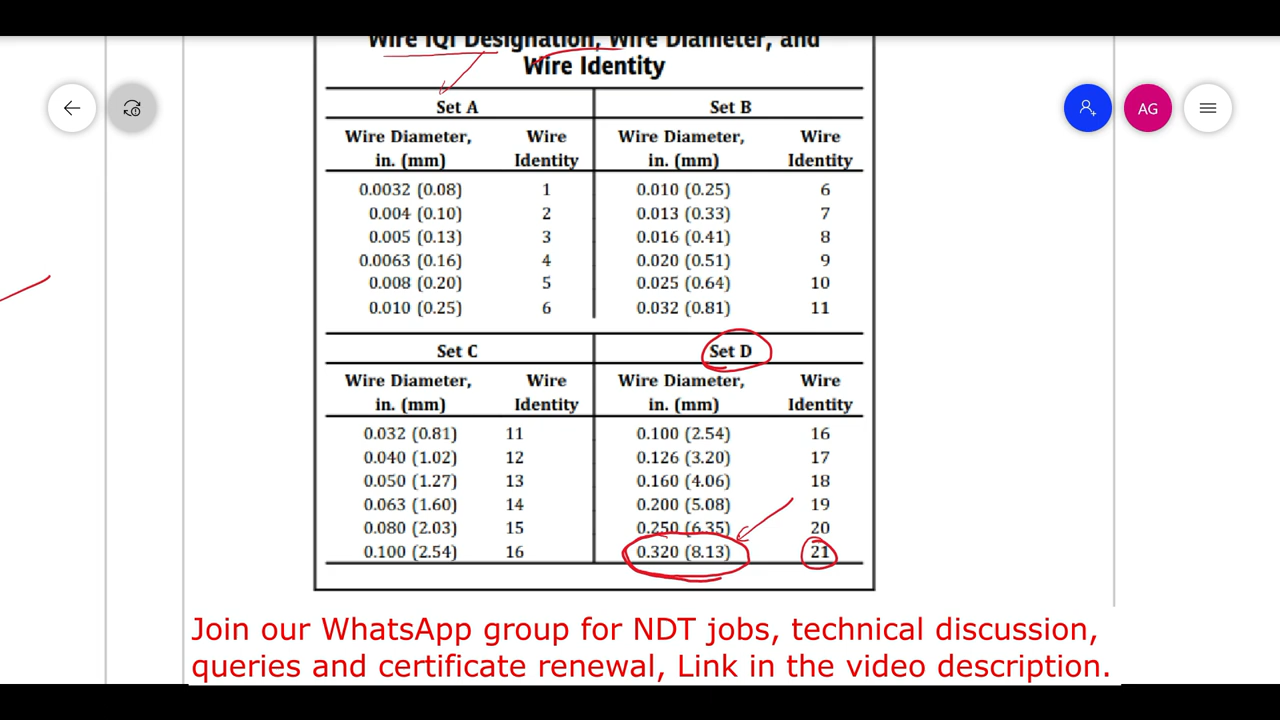 Wire IQI Designation, Wire Diameter, and
Wire Identity
AG
Set A Set B
Wire Diameter, Wire Wire Diameter, Wire
in. (mm) Identity in. (mm) Identity
0.0032 (0.08) 1 0.010 (0.25) 6
0.004 (0.10) 2 0.013 (0.33) 7
0.005 (0.13) 3 0.016 (0.41) 8
0.0063 (0.16) 4 0.020 (0.51) 9
0.008 (0.20) 5 0.025 (0.64) 10
0.010 (0.25) 6 0.032 (0.81) 11
Set C Set D
Wire Diameter, Wire Wire Diameter, Wire
in. (mm) Identity in. (mm) Identity
0.032 (0.81) 11 0.100 (2.54) 16
0.040 (1.02) 12 0.126 (3.20) 17
0.050 (1.27) 13 0.160 (4.06) 18
0.063 (1.60) 14 0.200 (5.08) 19
0.080 (2.03) 15 0.250 (6.35) 20
0.100 (2.54) 16 0.320 (8.13) 21
Join our WhatsApp group for NDT jobs, technical discussion,
queries and certificate renewal, Link in the video description.